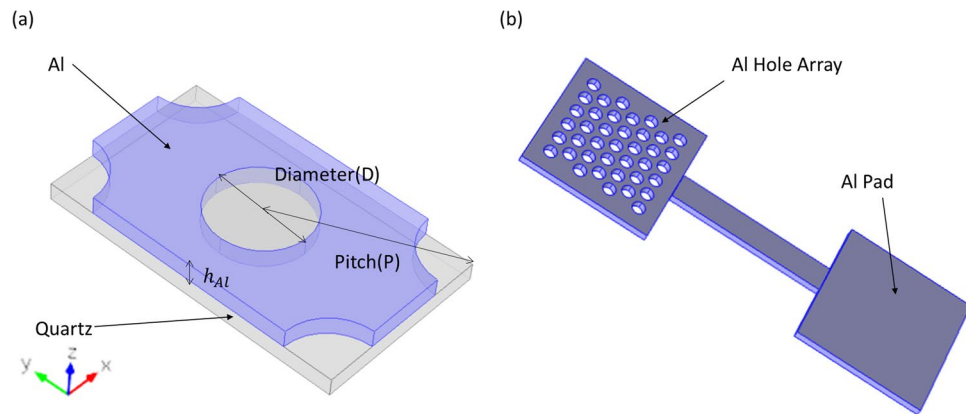 (a)
Al
Diameter(D)
Pitch(P)
h_Al
Quartz
y
z
x
(b)
Al Hole Array
Al Pad